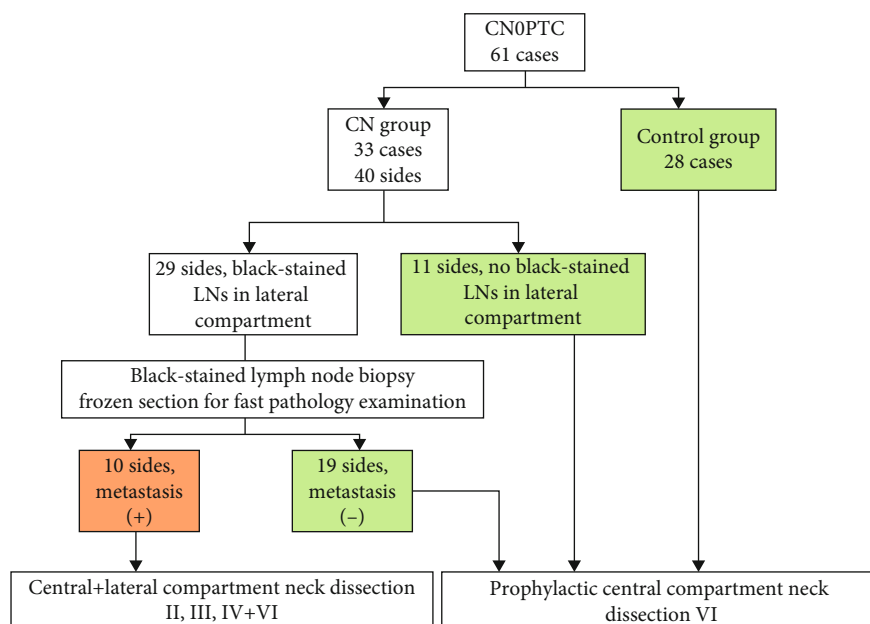 CN0PTC
61 cases
CN group
33 cases
40 sides
Control group
28 cases
29 sides, black-stained
LNs in lateral
compartment
11 sides, no black-stained
LNs in lateral
compartment
Black-stained lymph node biopsy
frozen section for fast pathology examination
10 sides,
metastasis
(+)
19 sides,
metastasis
(–)
Central+lateral compartment neck dissection
II, III, IV+VI
Prophylactic central compartment neck
dissection VI